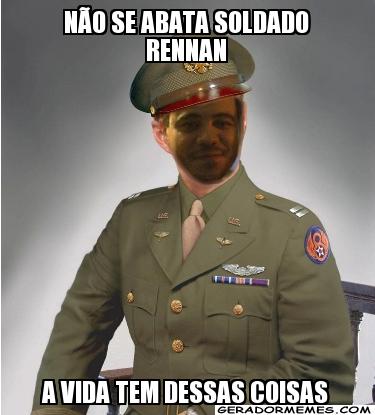 NÃO SE ABATA SOLDADO
RENNAN
A VIDA TEM DESSAS COISAS
GERADORMEMES.COM